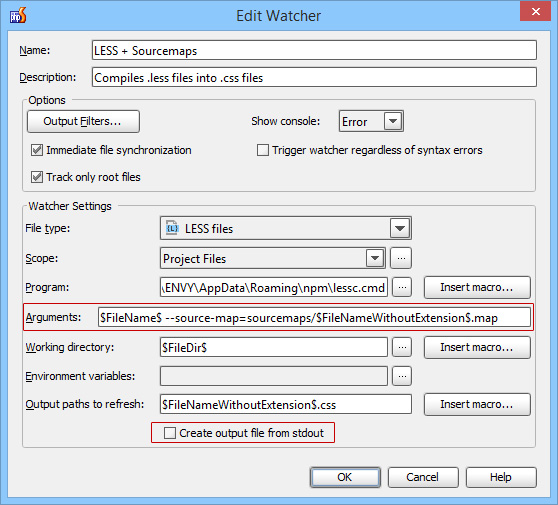 Edit Watcher
Name: LESS + Sourcemaps
Description: Compiles .less files into .css files
Options
Output Filters... Show console: Error
Immediate file synchronization Trigger watcher regardless of syntax errors
Track only root files
Watcher Settings
File type: LESS files
Scope: Project Files ...
Program: \ENVY\AppData\Roaming\npm\lessc.cmd ... Insert macro...
Arguments: $FileName$ --source-map=sourcemaps/$FileNameWithoutExtension$.map
Working directory: $FileDir$ ... Insert macro...
Environment variables: ...
Output paths to refresh: $FileNameWithoutExtension$.css Insert macro...
Create output file from stdout
OK Cancel Help